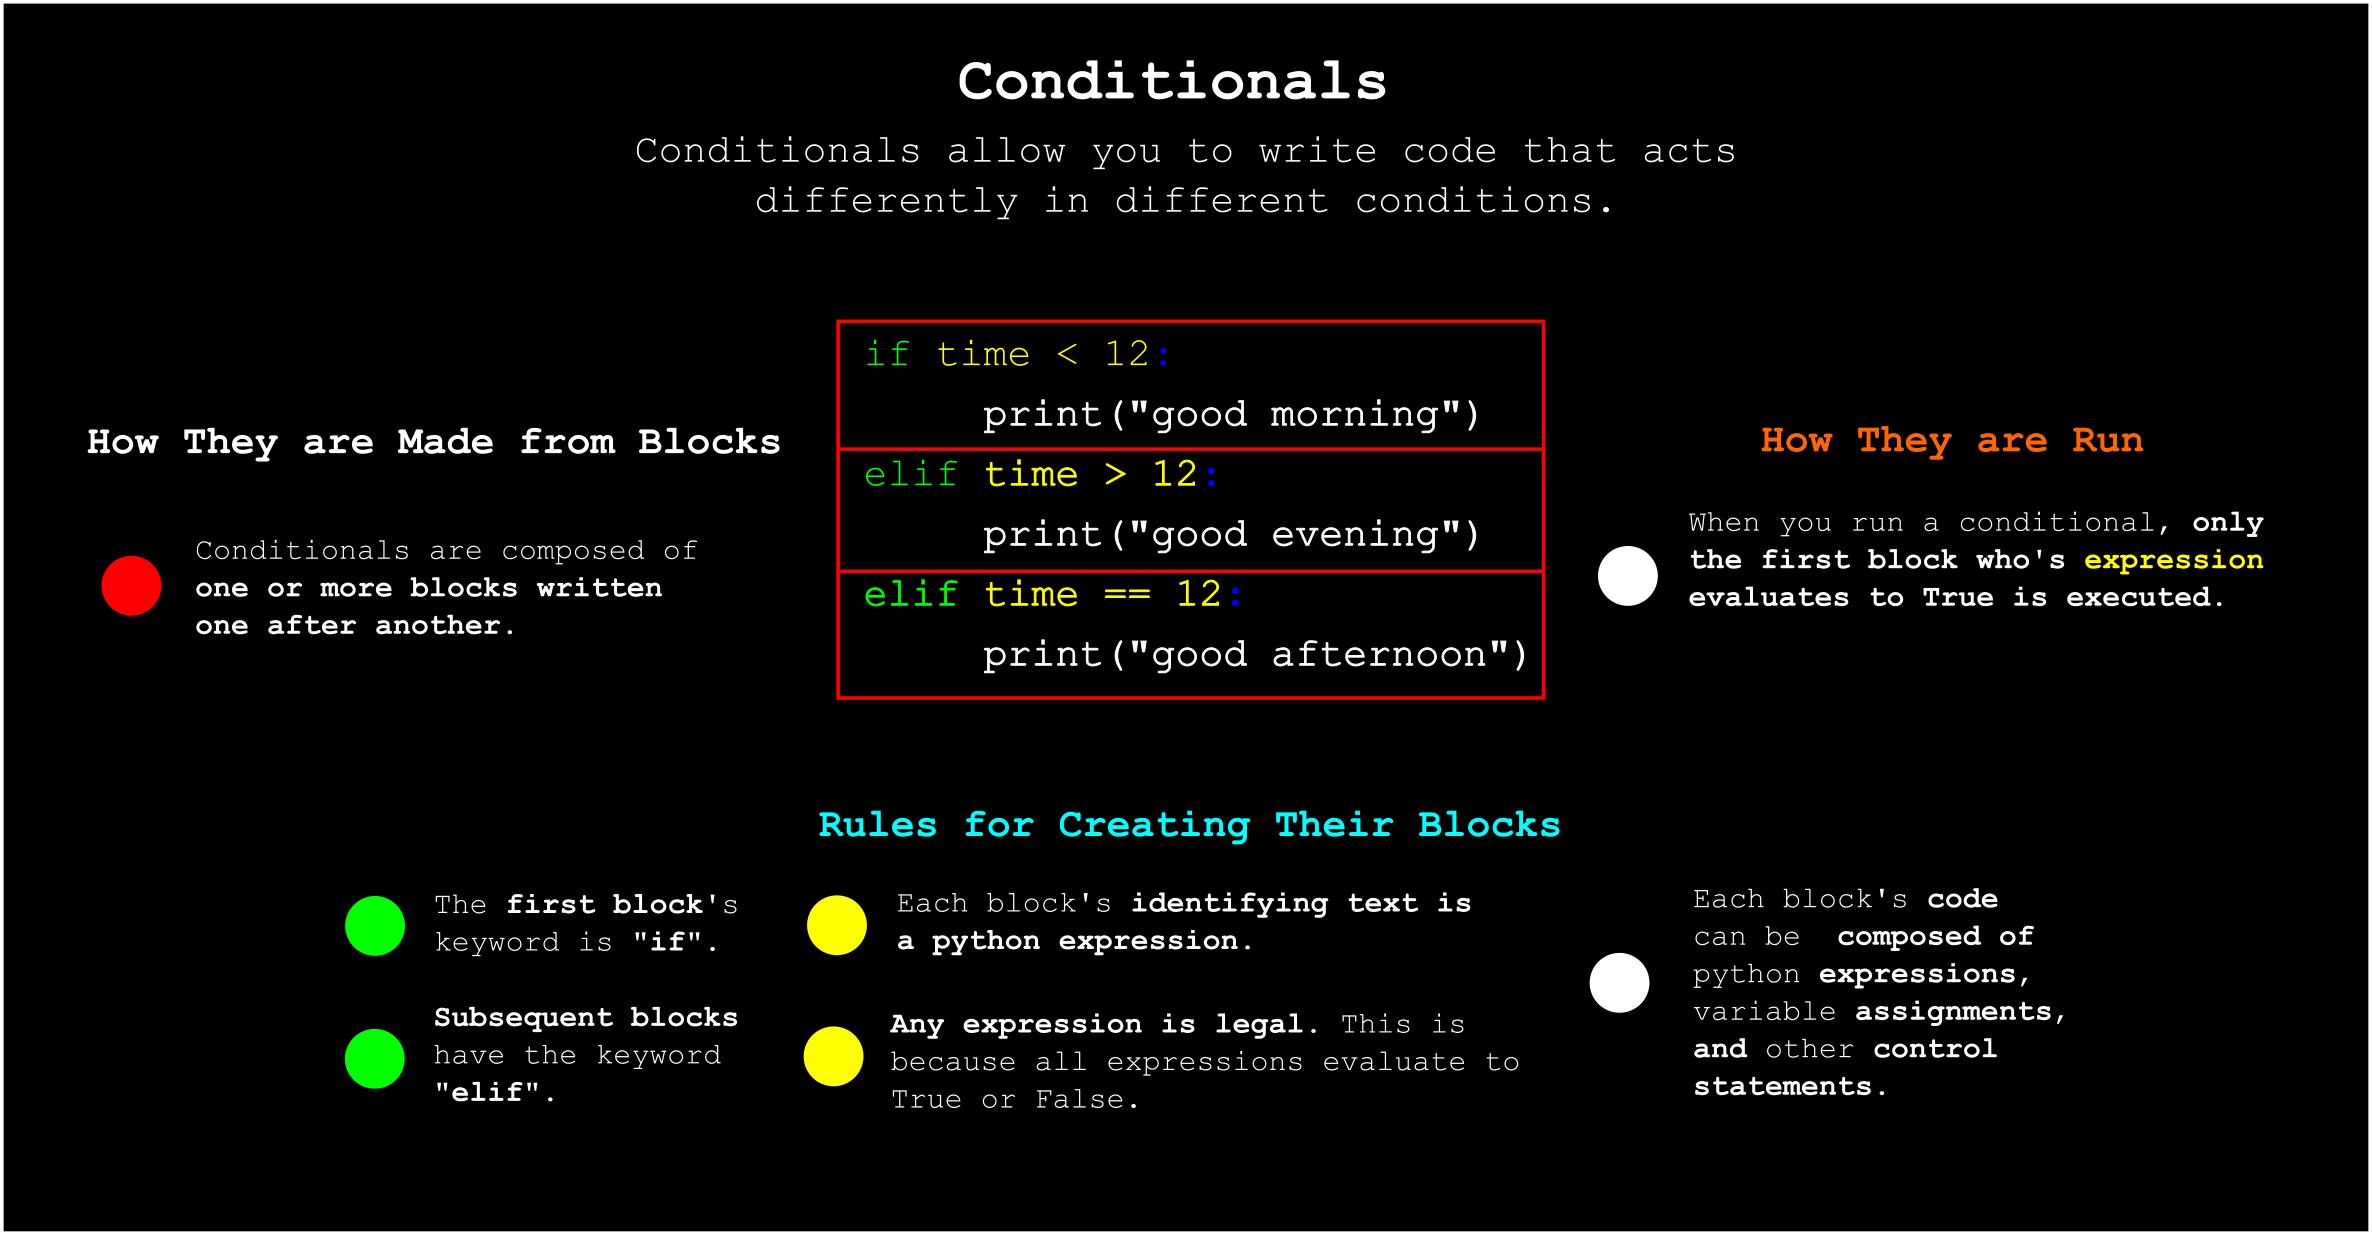 Conditionals
Conditionals allow you to write code that acts
differently in different conditions.
if time < 12:
print("good morning")
elif time > 12:
print("good evening")
elif time == 12:
print("good afternoon")
How They are Made from Blocks
Conditionals are composed of
one or more blocks written
one after another.
How They are Run
When you run a conditional, only
the first block who's expression
evaluates to True is executed.
Rules for Creating Their Blocks
The first block's
keyword is "if".
Subsequent blocks
have the keyword
"elif".
Each block's identifying text is
a python expression.
Any expression is legal. This is
because all expressions evaluate to
True or False.
Each block's code
can be  composed of
python expressions,
variable assignments,
and other control
statements.